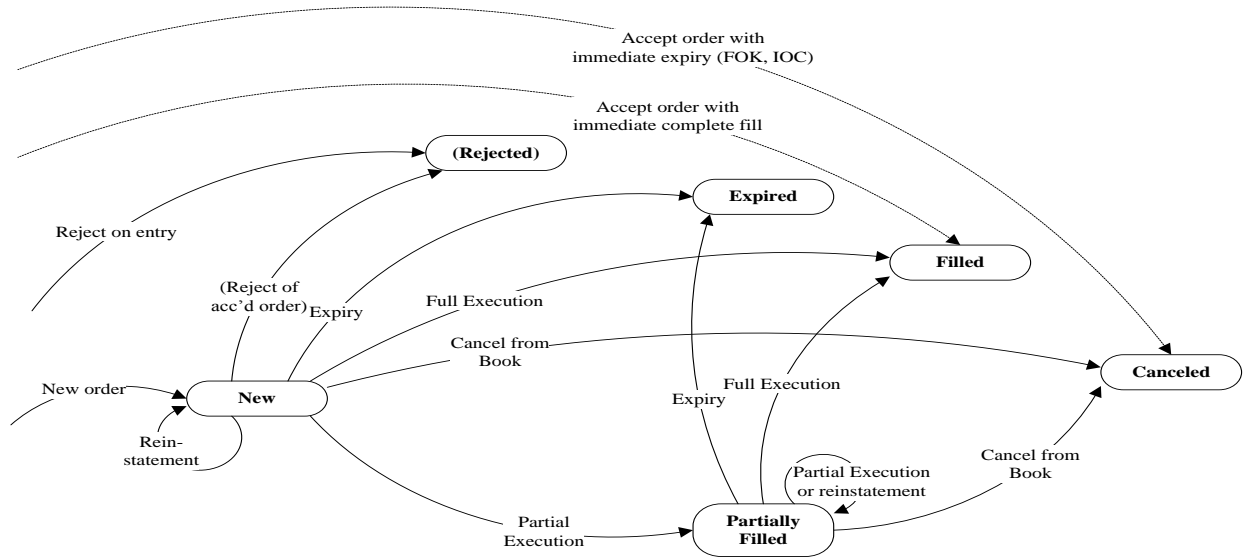 Accept order with
immediate expiry (FOK, IOC)
Accept order with
immediate complete fill
(Rejected)
Expired
Reject on entry
Filled
(Reject of
acc'd order)
Expiry
Full Execution
Cancel from
Book
Canceled
New order
New
Full Execution
Expiry
Rein-
statement
Partial Execution
or reinstatement
Cancel from
Book
Partial
Execution
Partially
Filled